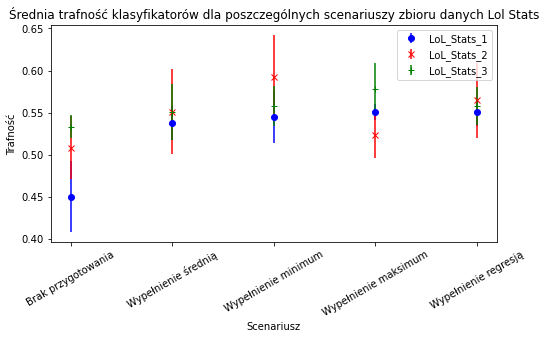 Średnia trafność klasyfikatorów dla poszczególnych scenariuszy zbioru danych Lol Stats
0.65
0.60
0.55
0.50
0.45
0.40
Trafność
LoL_Stats_1
LoL_Stats_2
LoL_Stats_3
Brak przygotowania
Wypełnienie średnią
Wypełnienie minimum
Wypełnienie maksimum
Wypełnienie regresją
Scenariusz